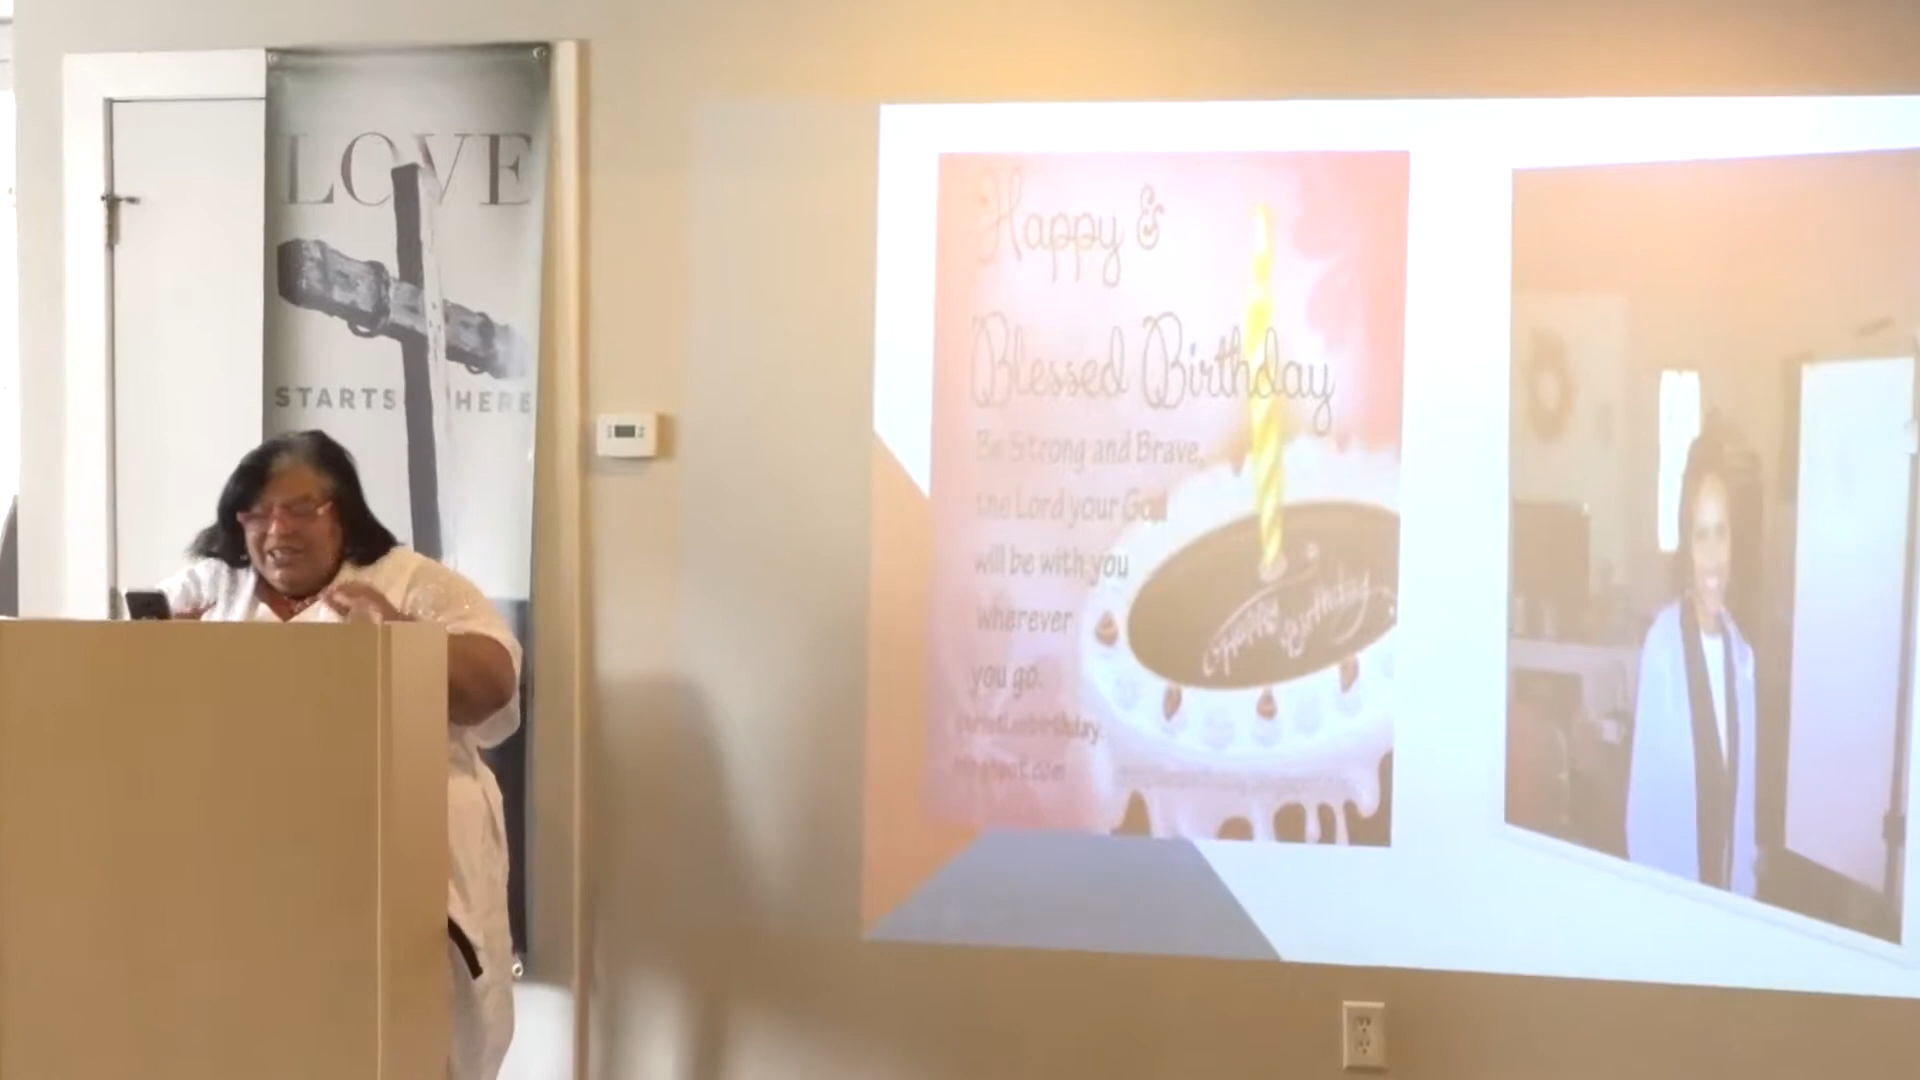 LOVE
STARTS HERE
Happy &
Blessed Birthday
Be Strong and Brave,
the Lord your God
will be with you
wherever
you go.
Happy Birthday